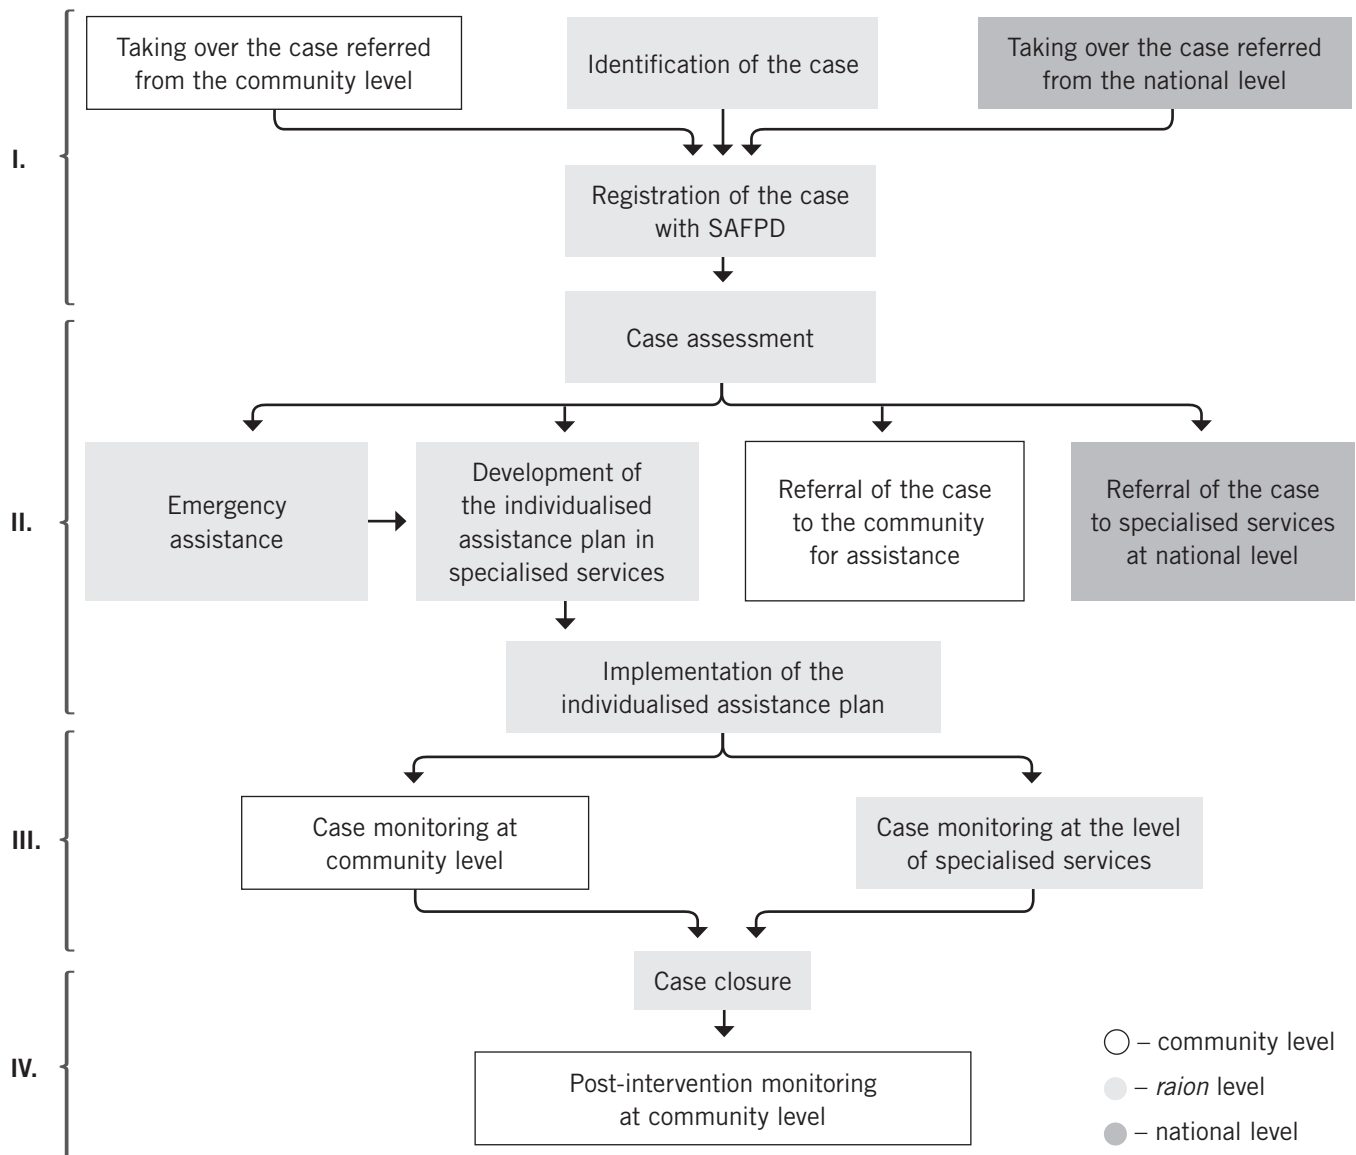 Taking over the case referred
from the community level
Identification of the case
Taking over the case referred
from the national level
I.
Registration of the case
with SAFPD
Case assessment
II.
Emergency
assistance
Development of
the individualised
assistance plan in
specialised services
Referral of the case
to the community
for assistance
Referral of the case
to specialised services
at national level
Implementation of the
individualised assistance plan
III.
Case monitoring at
community level
Case monitoring at the level
of specialised services
Case closure
IV.
Post-intervention monitoring
at community level
– community level
– raion level
– national level